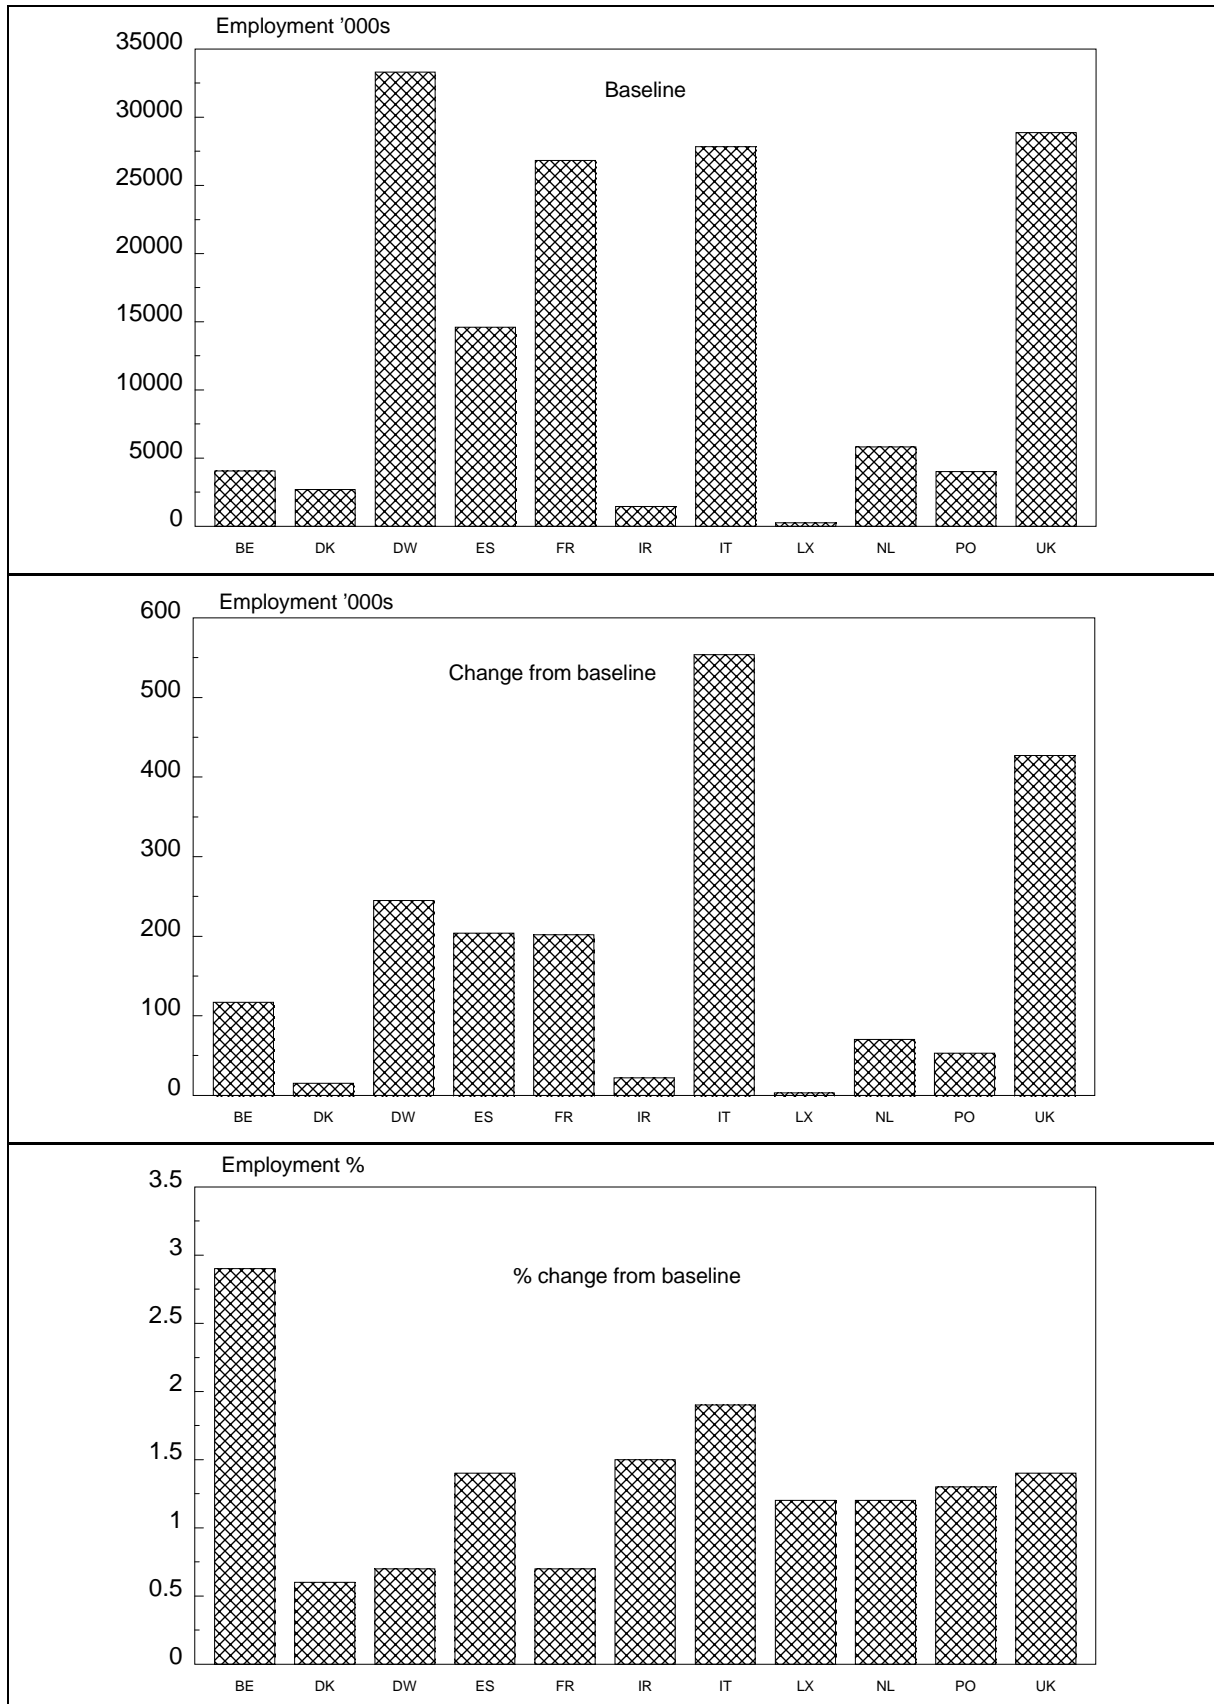 Employment '000s
35000
Baseline
30000
25000
20000
15000
10000
5000
0
BE DK DW ES FR IR IT LX NL PO UK
Employment '000s
600
Change from baseline
500
400
300
200
100
0
BE DK DW ES FR IR IT LX NL PO UK
Employment %
3.5
3
% change from baseline
2.5
2
1.5
1
0.5
0
BE DK DW ES FR IR IT LX NL PO UK